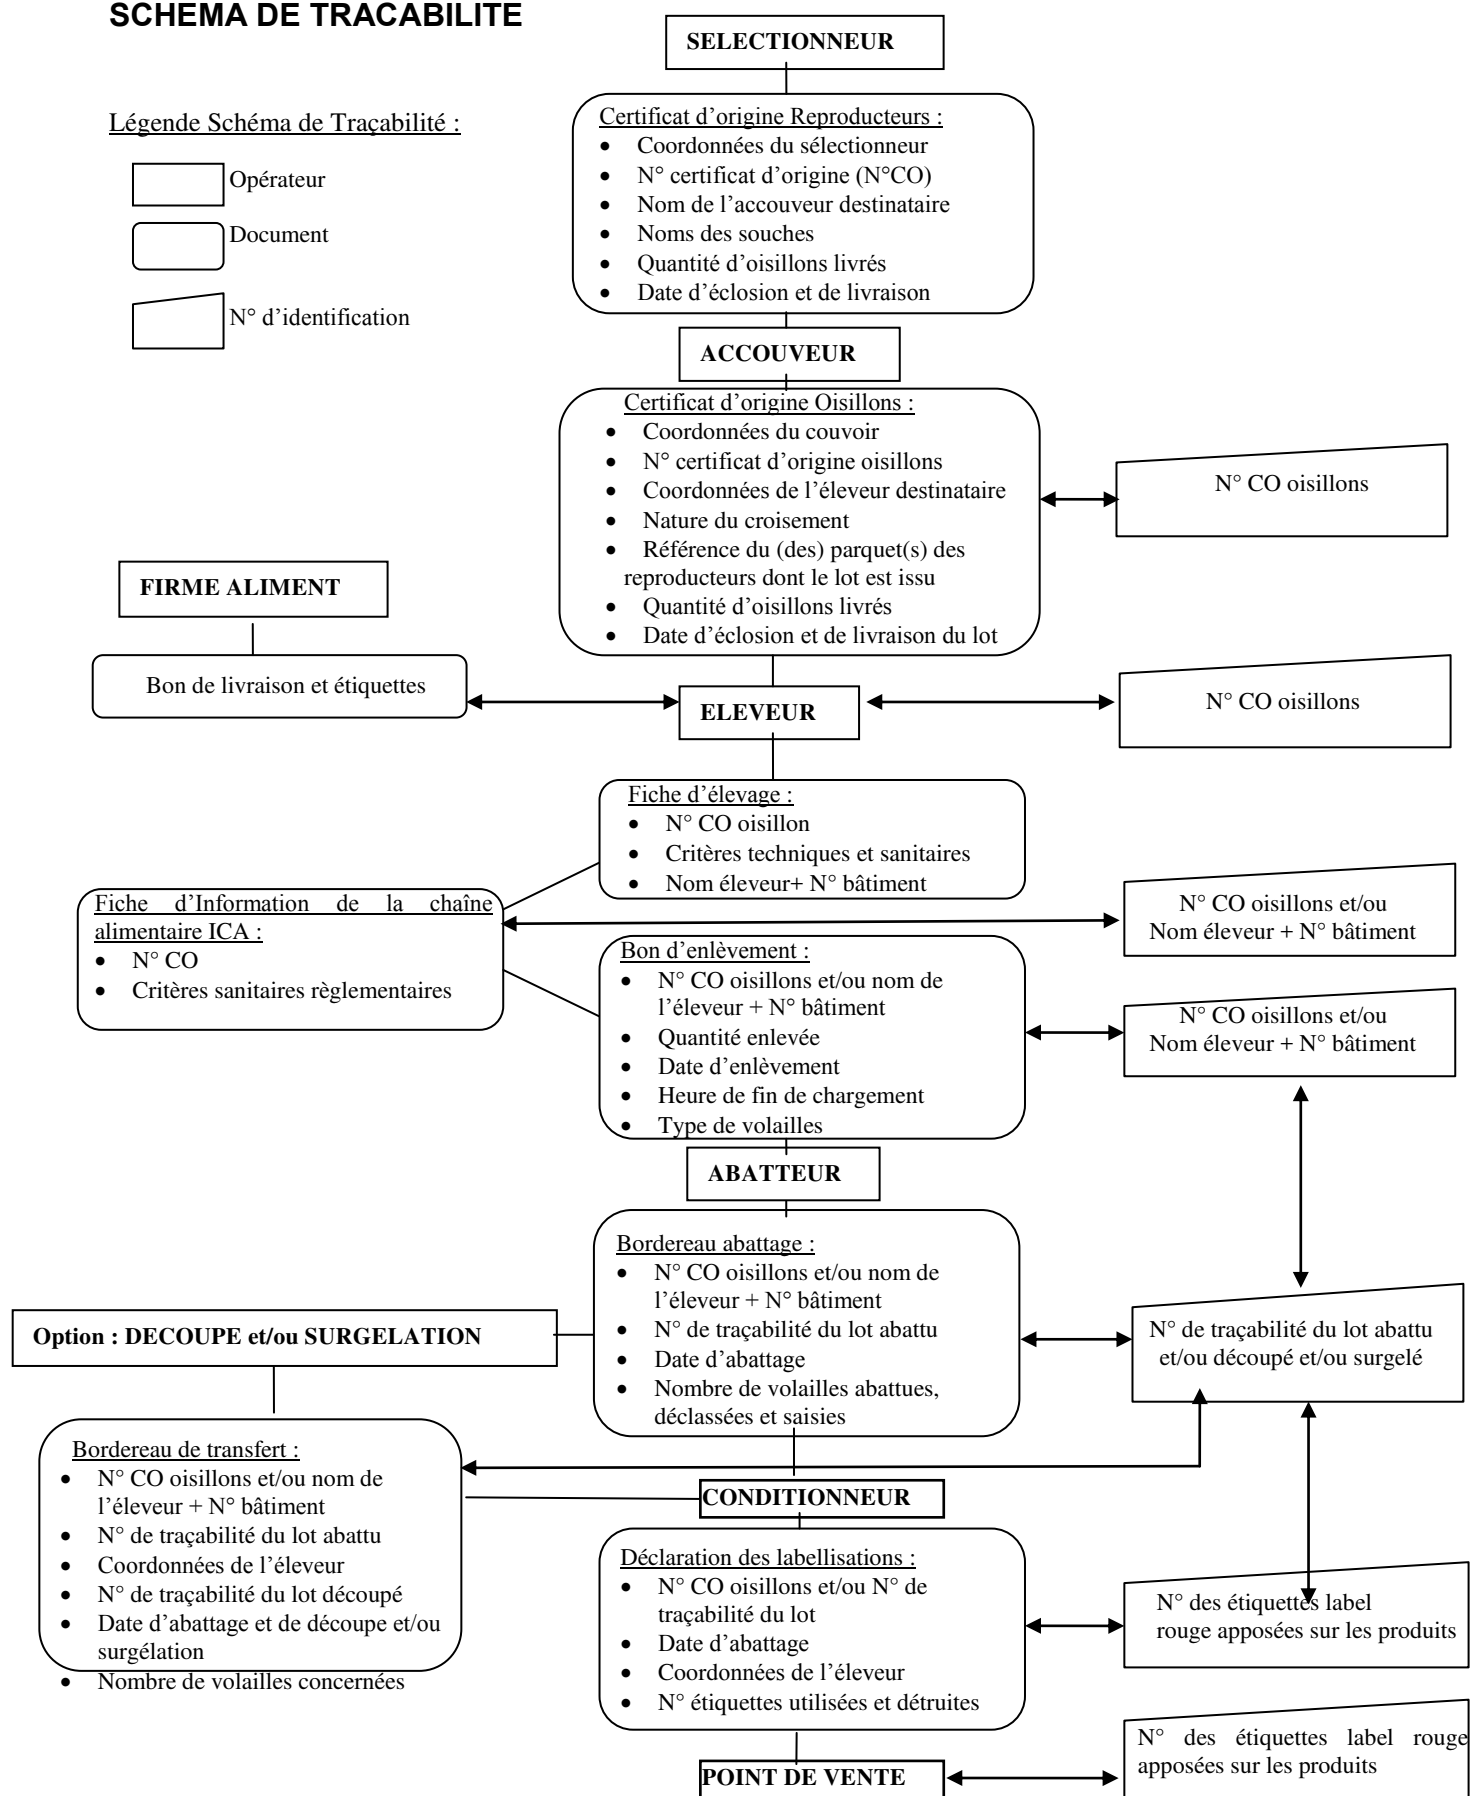 SCHEMA DE TRACABILITE
SELECTIONNEUR
Légende Schéma de Traçabilité :
Opérateur
Document
N° d'identification
Certificat d'origine Reproducteurs :
• Coordonnées du sélectionneur
• N° certificat d'origine (N°CO)
• Nom de l'accouveur destinataire
• Noms des souches
• Quantité d'oisillons livrés
• Date d'éclosion et de livraison
ACCOUVEUR
Certificat d'origine Oisillons :
• Coordonnées du couvoir
• N° certificat d'origine oisillons
• Coordonnées de l'éleveur destinataire
• Nature du croisement
• Référence du (des) parquet(s) des
reproducteurs dont le lot est issu
• Quantité d'oisillons livrés
• Date d'éclosion et de livraison du lot
N° CO oisillons
FIRME ALIMENT
Bon de livraison et étiquettes
ELEVEUR
N° CO oisillons
Fiche d'élevage :
• N° CO oisillon
• Critères techniques et sanitaires
• Nom éleveur+ N° bâtiment
Fiche d'Information de la chaîne
alimentaire ICA :
• N° CO
• Critères sanitaires règlementaires
N° CO oisillons et/ou
Nom éleveur + N° bâtiment
Bon d'enlèvement :
• N° CO oisillons et/ou nom de
l'éleveur + N° bâtiment
• Quantité enlevée
• Date d'enlèvement
• Heure de fin de chargement
• Type de volailles
N° CO oisillons et/ou
Nom éleveur + N° bâtiment
ABATTEUR
Bordereau abattage :
• N° CO oisillons et/ou nom de
l'éleveur + N° bâtiment
• N° de traçabilité du lot abattu
• Date d'abattage
• Nombre de volailles abattues,
déclassées et saisies
Option : DECOUPE et/ou SURGELATION
N° de traçabilité du lot abattu
et/ou découpé et/ou surgelé
Bordereau de transfert :
• N° CO oisillons et/ou nom de
l'éleveur + N° bâtiment
• N° de traçabilité du lot abattu
• Coordonnées de l'éleveur
• N° de traçabilité du lot découpé
• Date d'abattage et de découpe et/ou
surgélation
• Nombre de volailles concernées
CONDITIONNEUR
Déclaration des labellisations :
• N° CO oisillons et/ou N° de
traçabilité du lot
• Date d'abattage
• Coordonnées de l'éleveur
• N° étiquettes utilisées et détruites
N° des étiquettes label
rouge apposées sur les produits
POINT DE VENTE
N° des étiquettes label rouge
apposées sur les produits